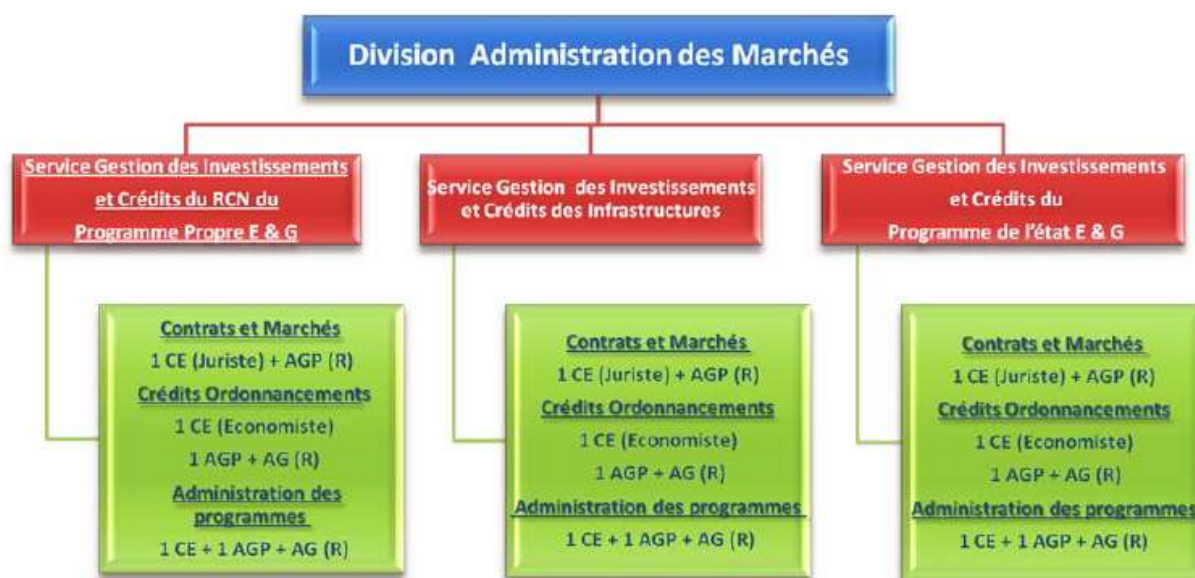 Division Administration des Marchés
Service Gestion des Investissements
et Crédits du RCN du
Programme Propre E & G
Service Gestion des Investissements
et Crédits des Infrastructures
Service Gestion des Investissements
et Crédits du
Programme de l'état E & G
Contrats et Marchés
1 CE (Juriste) + AGP (R)
Crédits Ordonnancements
1 CE (Economiste)
1 AGP + AG (R)
Administration des
programmes
1 CE + 1 AGP + AG (R)
Contrats et Marchés
1 CE (Juriste) + AGP (R)
Crédits Ordonnancements
1 CE (Economiste)
1 AGP + AG (R)
Administration des programmes
1 CE + 1 AGP + AG (R)
Contrats et Marchés
1 CE (Juriste) + AGP (R)
Crédits Ordonnancements
1 CE (Economiste)
1 AGP + AG (R)
Administration des programmes
1 CE + 1 AGP + AG (R)